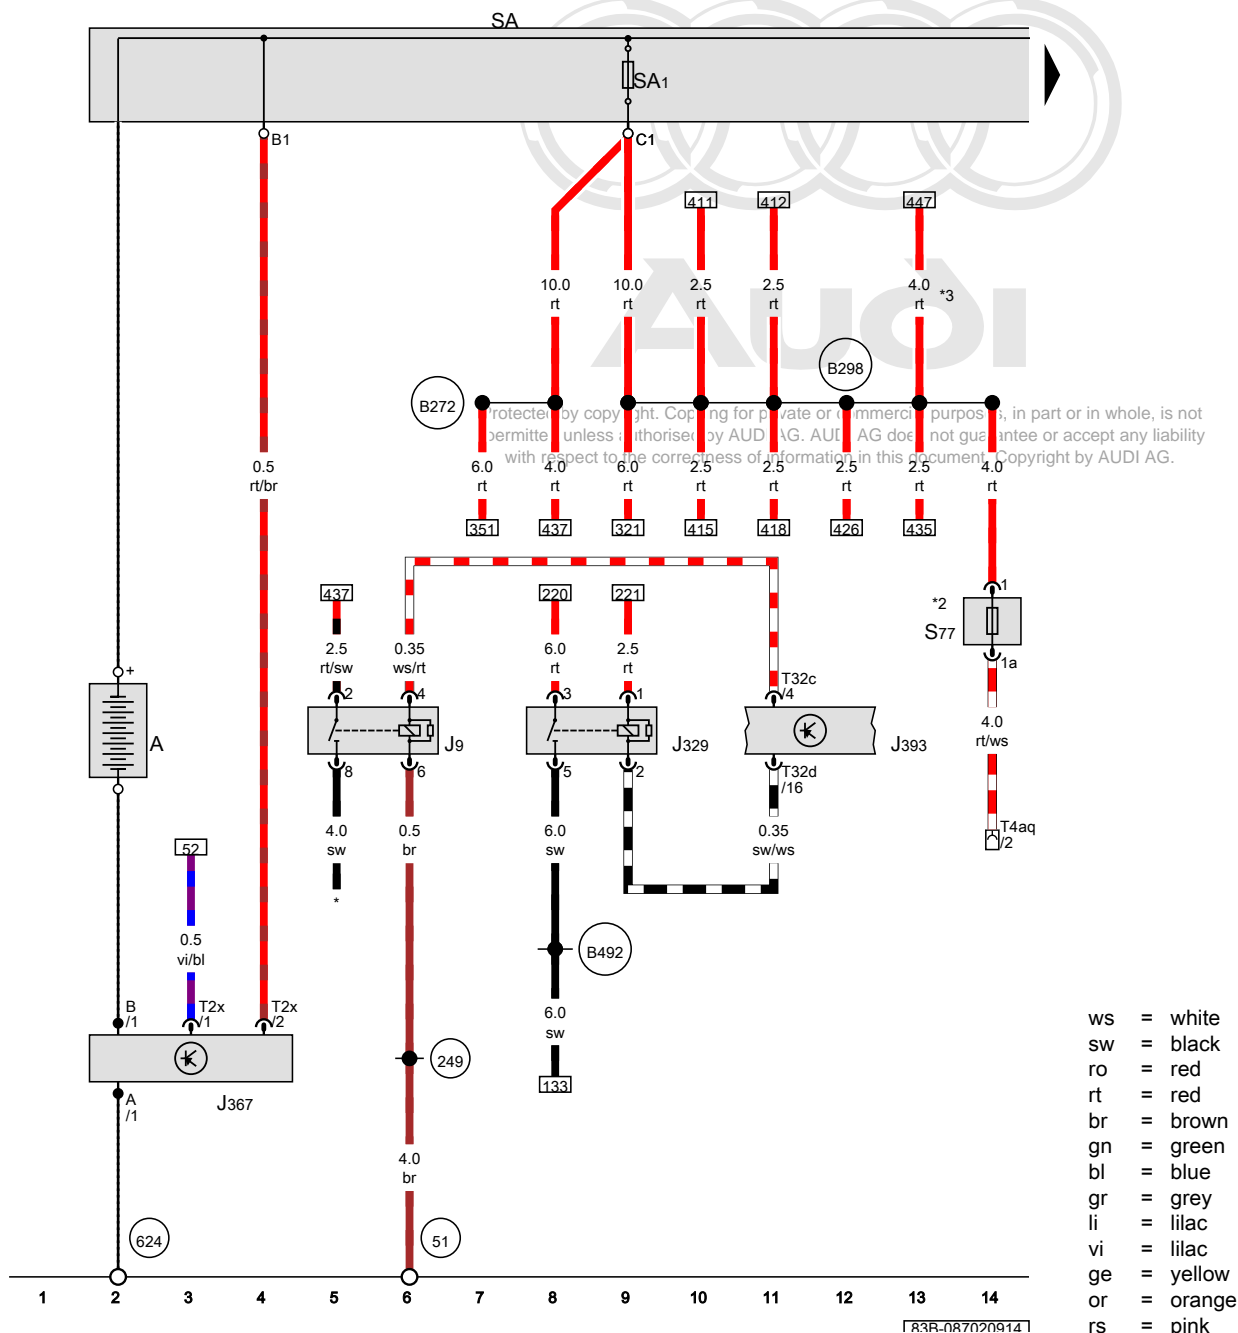 SA
SA1
B1
C1
411
412
447
10.0
rt
10.0
rt
2.5
rt
2.5
rt
4.0
rt
*3
B298
B272
Protected by copyright. Copying for private or commercial purposes, in part or in whole, is not
permitted unless authorised by AUDI AG. AUDI AG does not guarantee or accept any liability
with respect to the correctness of information in this document. Copyright by AUDI AG.
Audi
0.5
rt/br
6.0
rt
4.0
rt
6.0
rt
2.5
rt
2.5
rt
2.5
rt
2.5
rt
4.0
rt
351
437
321
415
418
426
435
437
220
221
1
*2
S77
1a
2.5
rt/sw
0.35
ws/rt
6.0
rt
2.5
rt
T32c
/4
+
2
4
3
1
A
J9
J329
J393
8
6
5
2
T32d
/16
4.0
rt/ws
T4aq
/2
52
4.0
sw
*
0.5
br
6.0
sw
0.35
sw/ws
0.5
vi/bl
B492
B
/1
T2x
/1
T2x
/2
6.0
sw
133
249
A
/1
J367
4.0
br
624
51
1 2 3 4 5 6 7 8 9 10 11 12 13 14
83B-087020914
ws = white
sw = black
ro = red
rt = red
br = brown
gn = green
bl = blue
gr = grey
li = lilac
vi = lilac
ge = yellow
or = orange
rs = pink